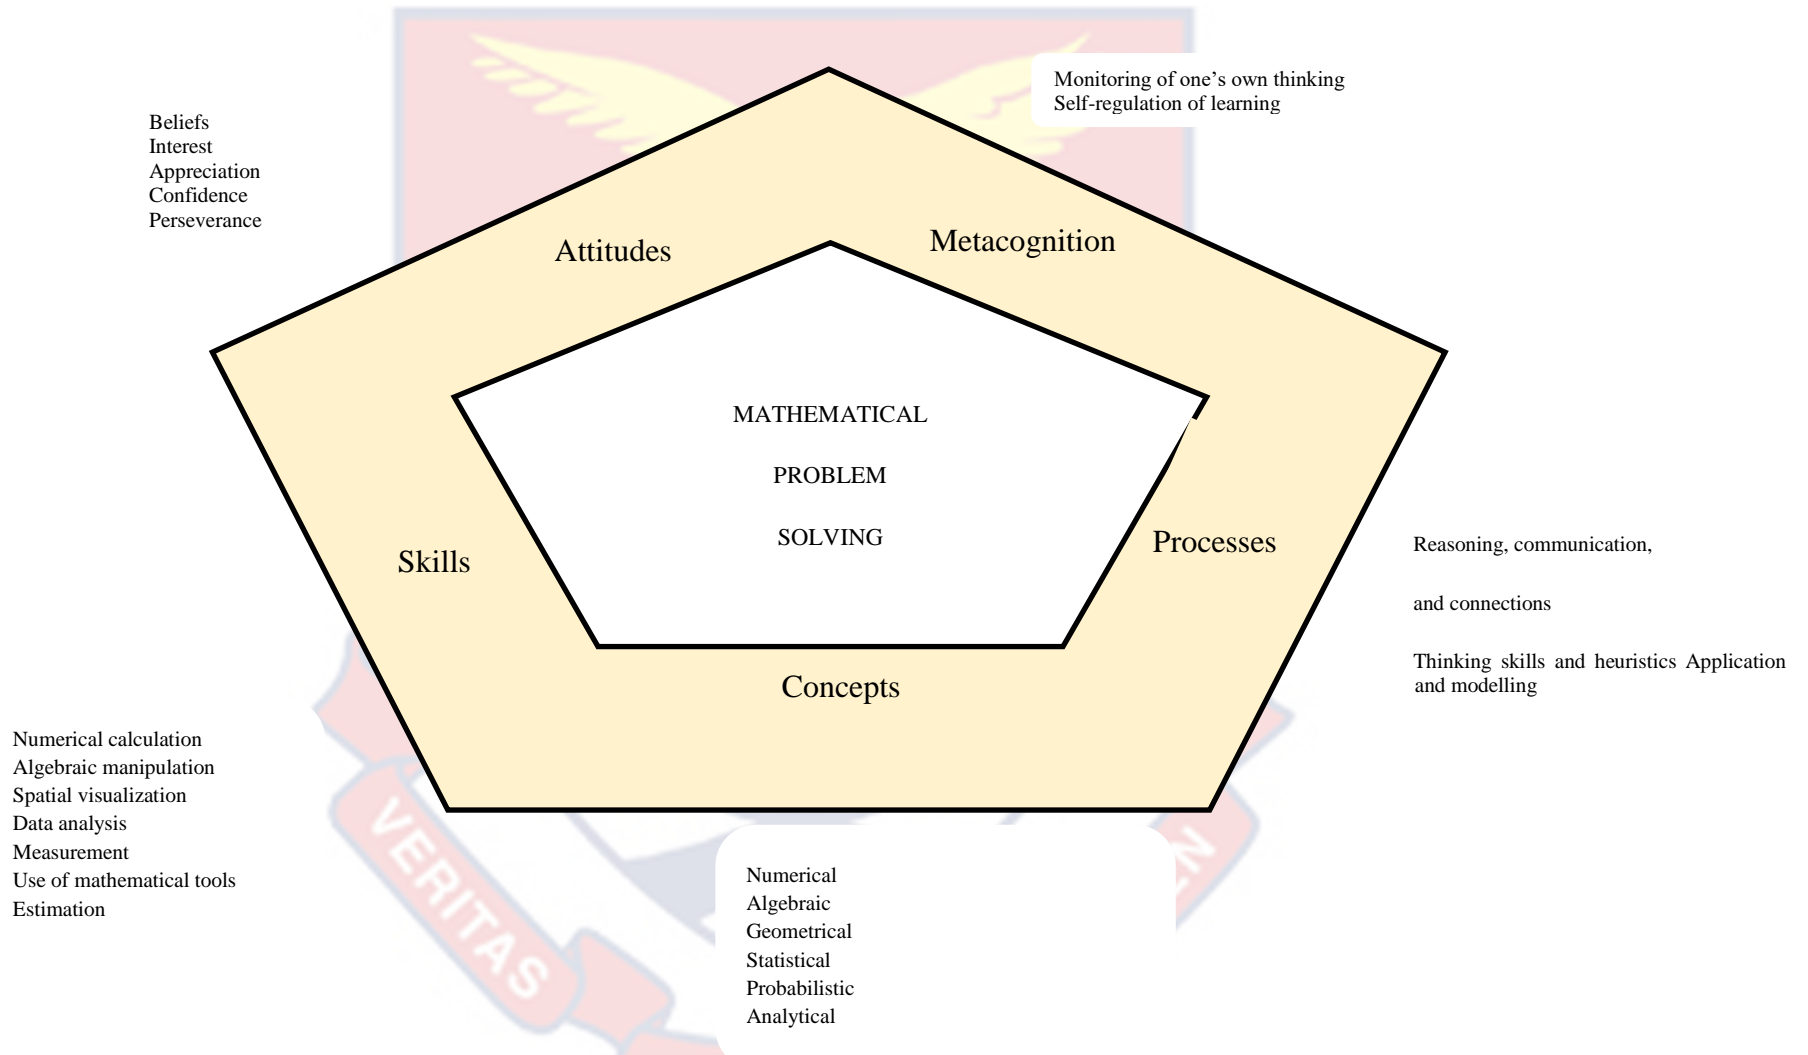 Monitoring of one’s own thinking
Self-regulation of learning
Beliefs
Interest
Appreciation
Confidence
Perseverance
Attitudes
Metacognition
MATHEMATICAL
PROBLEM
SOLVING
Skills
Processes
Reasoning, communication,
and connections
Thinking skills and heuristics Application
and modelling
Concepts
Numerical calculation
Algebraic manipulation
Spatial visualization
Data analysis
Measurement
Use of mathematical tools
Estimation
Numerical
Algebraic
Geometrical
Statistical
Probabilistic
Analytical
VERITAS